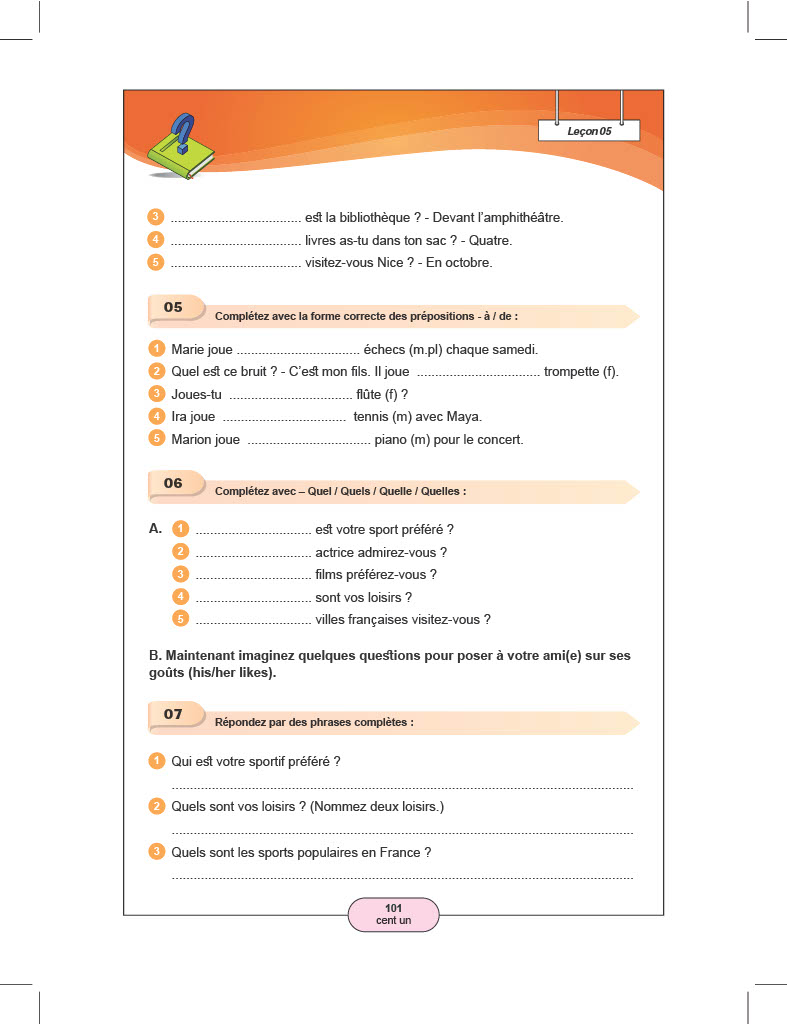 Leçon 05
3 .................................... est la bibliothèque ? - Devant l’amphithéâtre.
4 .................................... livres as-tu dans ton sac ? - Quatre.
5 .................................... visitez-vous Nice ? - En octobre.
05 Complétez avec la forme correcte des prépositions - à / de :
1 Marie joue .................................. échecs (m.pl) chaque samedi.
2 Quel est ce bruit ? - C’est mon fils. Il joue .................................. trompette (f).
3 Joues-tu .................................. flûte (f) ?
4 Ira joue .................................. tennis (m) avec Maya.
5 Marion joue .................................. piano (m) pour le concert.
06 Complétez avec – Quel / Quels / Quelle / Quelles :
A. 1 ................................ est votre sport préféré ?
2 ................................ actrice admirez-vous ?
3 ................................ films préférez-vous ?
4 ................................ sont vos loisirs ?
5 ................................ villes françaises visitez-vous ?
B. Maintenant imaginez quelques questions pour poser à votre ami(e) sur ses
goûts (his/her likes).
07 Répondez par des phrases complètes :
1 Qui est votre sportif préféré ?
................................................................................................................................
2 Quels sont vos loisirs ? (Nommez deux loisirs.)
................................................................................................................................
3 Quels sont les sports populaires en France ?
................................................................................................................................
101
cent un